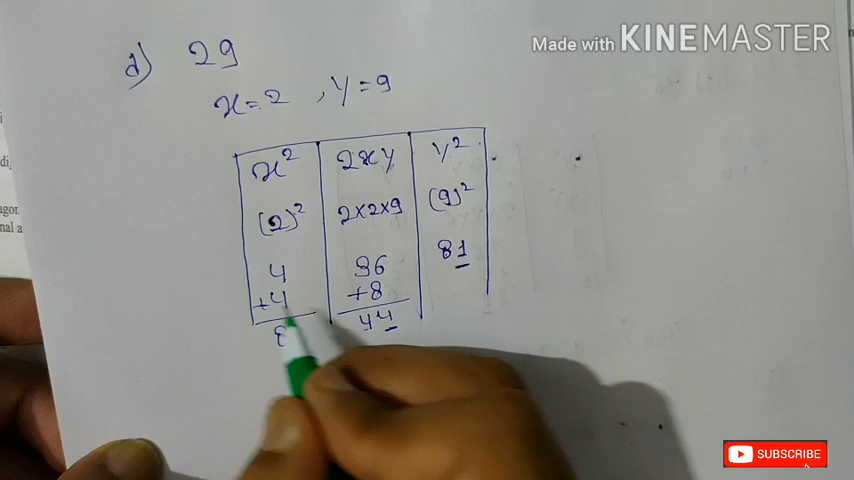 Made with KINEMASTER
d) 29
x=2 , y=9
x² 2xy y²
(2)² 2×2×9 (9)²
4 36 81
+4 +8
8 44
SUBSCRIBE